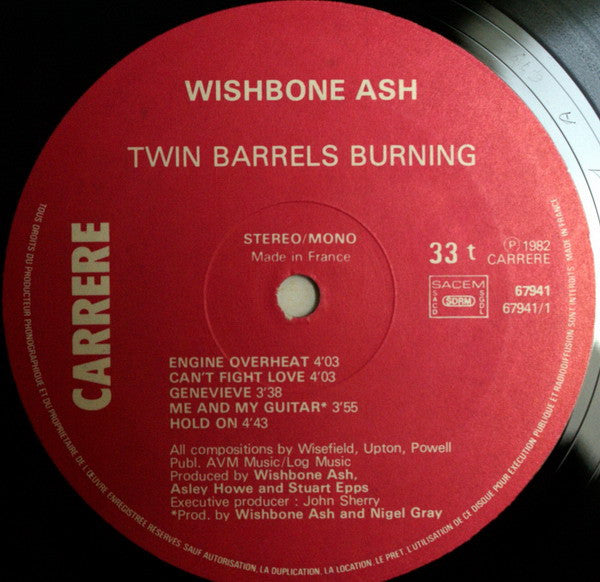 WISHBONE ASH
TWIN BARRELS BURNING
CARRERE
STEREO/MONO
Made in France
33 t
℗ 1982
CARRERE
SACEM
SACD
SDRM
SGDL
67941
67941/1
ENGINE OVERHEAT 4'03
CAN'T FIGHT LOVE 4'03
GENEVIEVE 3'38
ME AND MY GUITAR* 3'55
HOLD ON 4'43
All compositions by Wisefield, Upton, Powell
Publ. AVM Music/Log Music
Produced by Wishbone Ash,
Asley Howe and Stuart Epps
Executive producer : John Sherry
*Prod. by Wishbone Ash and Nigel Gray
TOUS DROITS DU PRODUCTEUR PHONOGRAPHIQUE ET DU PROPRIETAIRE DE L'ŒUVRE ENREGISTREE RESERVES SAUF AUTORISATION, LA DUPLICATION, LA LOCATION, LE PRET, L'UTILISATION DE CE DISQUE POUR EXECUTION PUBLIQUE ET RADIODIFFUSION SONT INTERDITS. MADE IN FRANCE